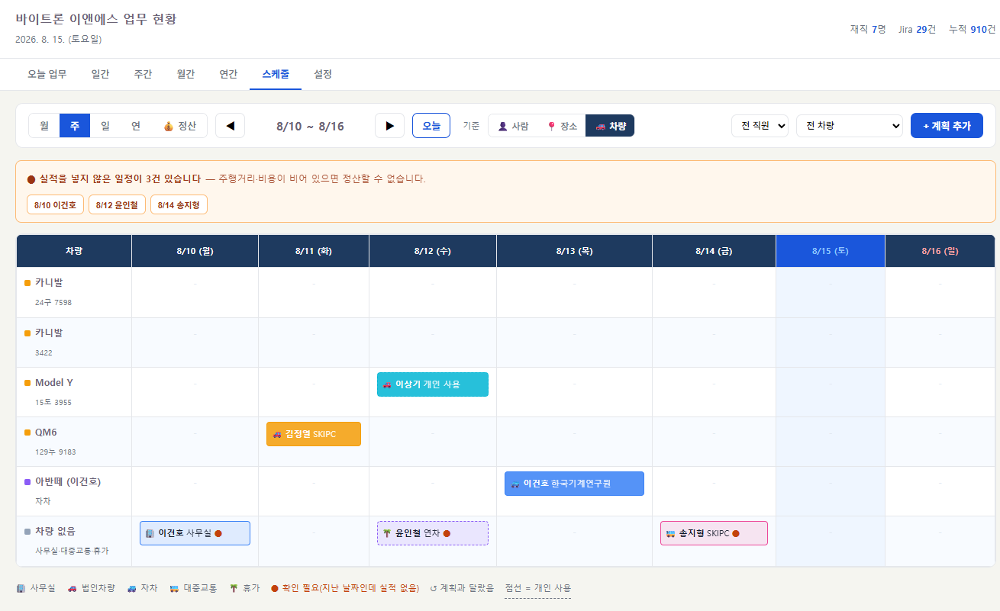 바이트론 이앤에스 업무 현황
2026. 8. 15. (토요일)
재직 7명 Jira 29건 누적 910건
오늘 업무 일간 주간 월간 연간 스케줄 설정
월 주 일 연 💰 정산 ◀ 8/10 ~ 8/16 ▶ 오늘 기준 👤 사람 📍 장소 🚗 차량 전 직원 전 차량 + 계획 추가
실적을 넣지 않은 일정이 3건 있습니다 — 주행거리·비용이 비어 있으면 정산할 수 없습니다.
8/10 이건호 8/12 윤인철 8/14 송지형
차량 8/10 (월) 8/11 (화) 8/12 (수) 8/13 (목) 8/14 (금) 8/15 (토) 8/16 (일)
카니발 - - - - - - -
24구 7598
카니발 - - - - - - -
3422
Model Y - - 🚗 이상기 개인 사용 - - - -
15도 3955
QM6 - 🚗 김정열 SKIPC - - - - -
129누 9183
아반떼 (이건호) - - - 🚙 이건호 한국기계연구원 - - -
자차
차량 없음 🏢 이건호 사무실 - 🌴 윤인철 연차 - 🚌 송지형 SKIPC - -
사무실·대중교통·휴가
🏢 사무실 🚗 법인차량 🚙 자차 🚌 대중교통 🌴 휴가 확인 필요(지난 날짜인데 실적 없음) ↺ 계획과 달랐음 점선 = 개인 사용